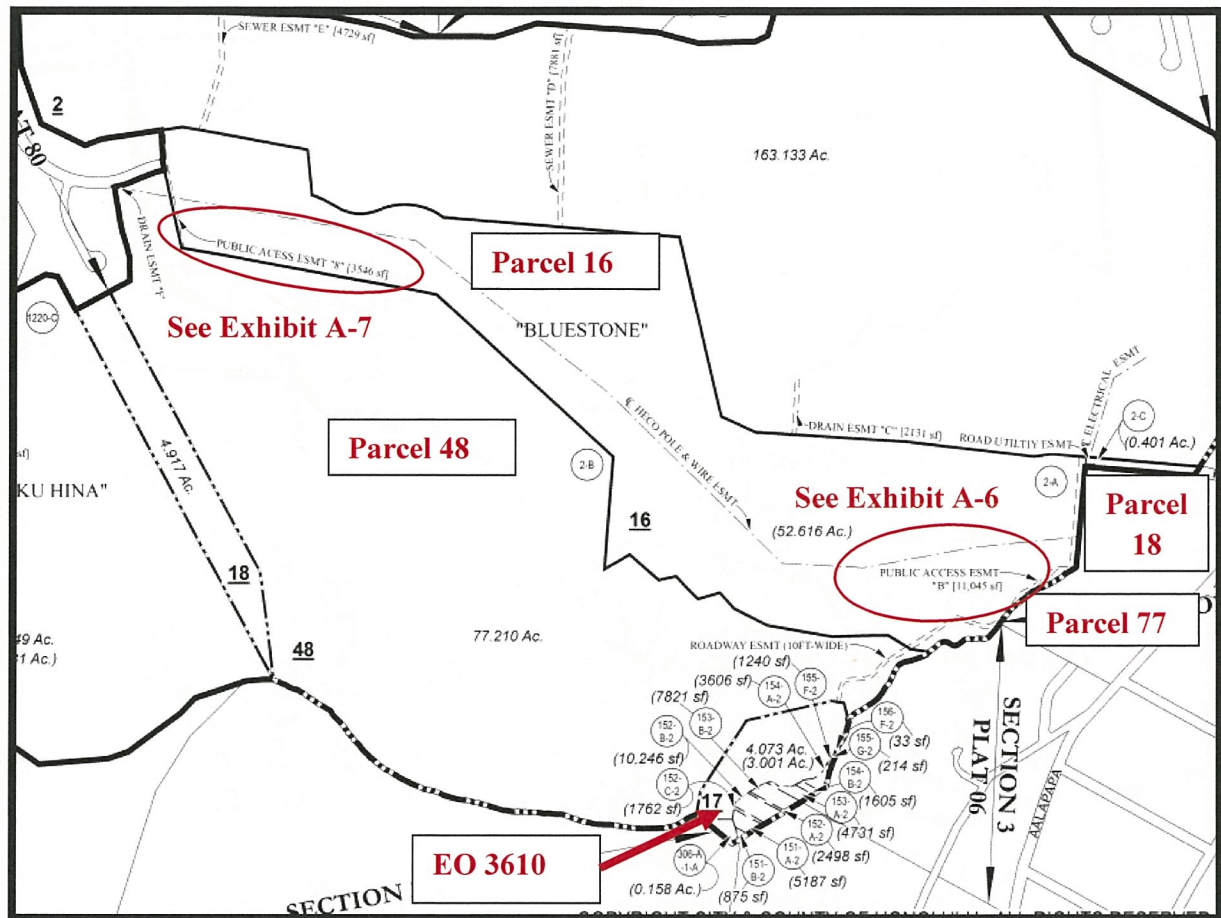 SEWER ESMT "E" [4729 sf]
SEWER ESMT "D" [7881 sf]
2
163.133 Ac.
DRAIN ESMT "F"
PUBLIC ACESS ESMT "8" [3546 sf]
Parcel 16
See Exhibit A-7
"BLUESTONE"
1220-C
4.917 Ac.
Parcel 48
2-B
℄ HECO POLE & WIRE ESMT
DRAIN ESMT "C" [2131 sf]
ROAD UTILTIY ESMT
ELECTRICAL ESMT
2-C
(0.401 Ac.)
2-A
KU HINA"
See Exhibit A-6
Parcel
18
16
(52.616 Ac.)
PUBLIC ACCESS ESMT
"B" [11,045 sf]
18
Parcel 77
77.210 Ac.
48
ROADWAY ESMT (10FT-WIDE)
(1240 sf)
155-
F-2
(3606 sf)
154-
A-2
(7821 sf)
153-
B-2
152-
B-2
(10,246 sf)
152-
C-2
(1762 sf)
4.073 Ac.
(3.001 Ac.)
156-
F-2
(33 sf)
155-
G-2
(214 sf)
154-
B-2
(1605 sf)
153-
A-2
(4731 sf)
152-
A-2
(2498 sf)
151-
A-2
(5187 sf)
151-
B-2
(875 sf)
306-A
-1-A
(0.158 Ac.)
17
EO 3610
SECTION 3
PLAT 06
AALAPAPA
SECTION